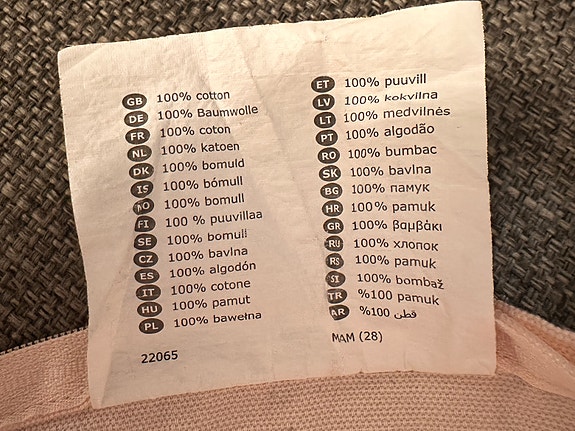 GB 100% cotton
DE 100% Baumwolle
FR 100% coton
NL 100% katoen
DK 100% bomuld
IS 100% bómull
NO 100% bomull
FI 100 % puuvillaa
SE 100% bomull
CZ 100% bavlna
ES 100% algodón
IT 100% cotone
HU 100% pamut
PL 100% bawełna
22065
ET 100% puuvill
LV 100% kokvilna
LT 100% medvilnės
PT 100% algodão
RO 100% bumbac
SK 100% bavlna
BG 100% памук
HR 100% pamuk
GR 100% βαμβάκι
RU 100% хлопок
RS 100% pamuk
SI 100% bombaž
TR %100 pamuk
AR %100 قطن
MAM (28)